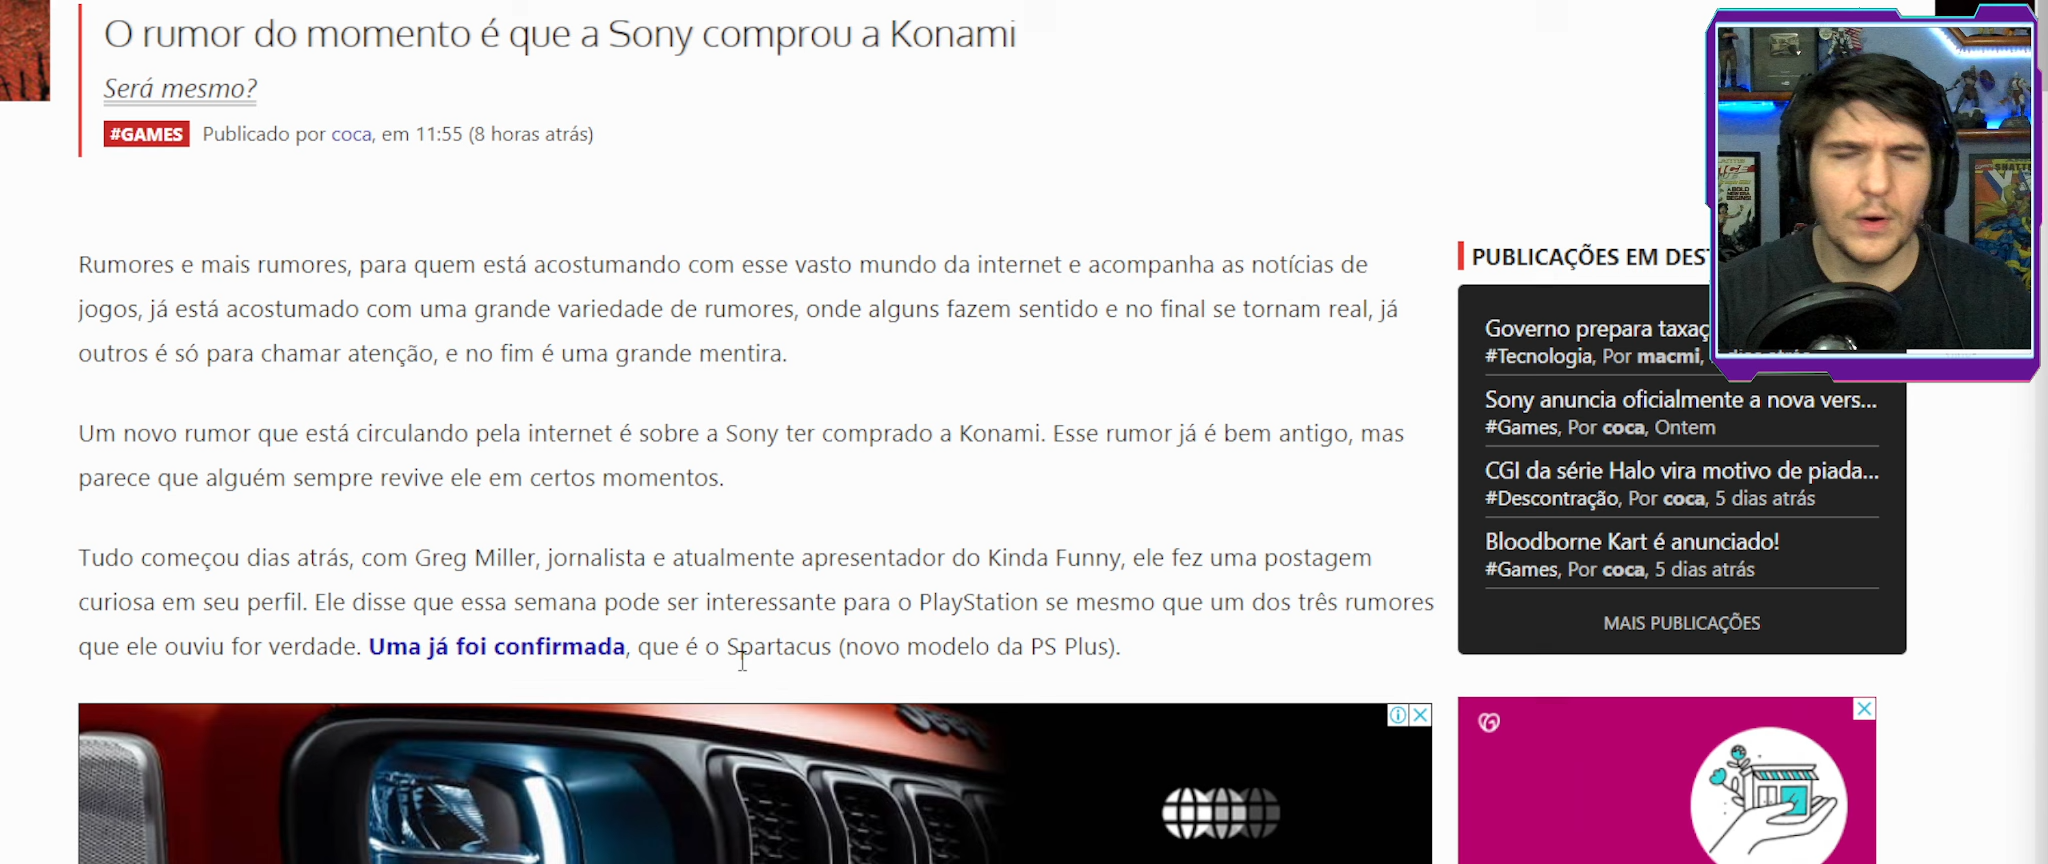 O rumor do momento é que a Sony comprou a Konami
Será mesmo?
#GAMES Publicado por coca, em 11:55 (8 horas atrás)
Rumores e mais rumores, para quem está acostumando com esse vasto mundo da internet e acompanha as notícias de
jogos, já está acostumado com uma grande variedade de rumores, onde alguns fazem sentido e no final se tornam real, já
outros é só para chamar atenção, e no fim é uma grande mentira.
Um novo rumor que está circulando pela internet é sobre a Sony ter comprado a Konami. Esse rumor já é bem antigo, mas
parece que alguém sempre revive ele em certos momentos.
Tudo começou dias atrás, com Greg Miller, jornalista e atualmente apresentador do Kinda Funny, ele fez uma postagem
curiosa em seu perfil. Ele disse que essa semana pode ser interessante para o PlayStation se mesmo que um dos três rumores
que ele ouviu for verdade. Uma já foi confirmada, que é o Spartacus (novo modelo da PS Plus).
PUBLICAÇÕES EM DES
Governo prepara taxaç
#Tecnologia, Por macmi, dias atrás
Sony anuncia oficialmente a nova vers...
#Games, Por coca, Ontem
CGI da série Halo vira motivo de piada...
#Descontração, Por coca, 5 dias atrás
Bloodborne Kart é anunciado!
#Games, Por coca, 5 dias atrás
MAIS PUBLICAÇÕES